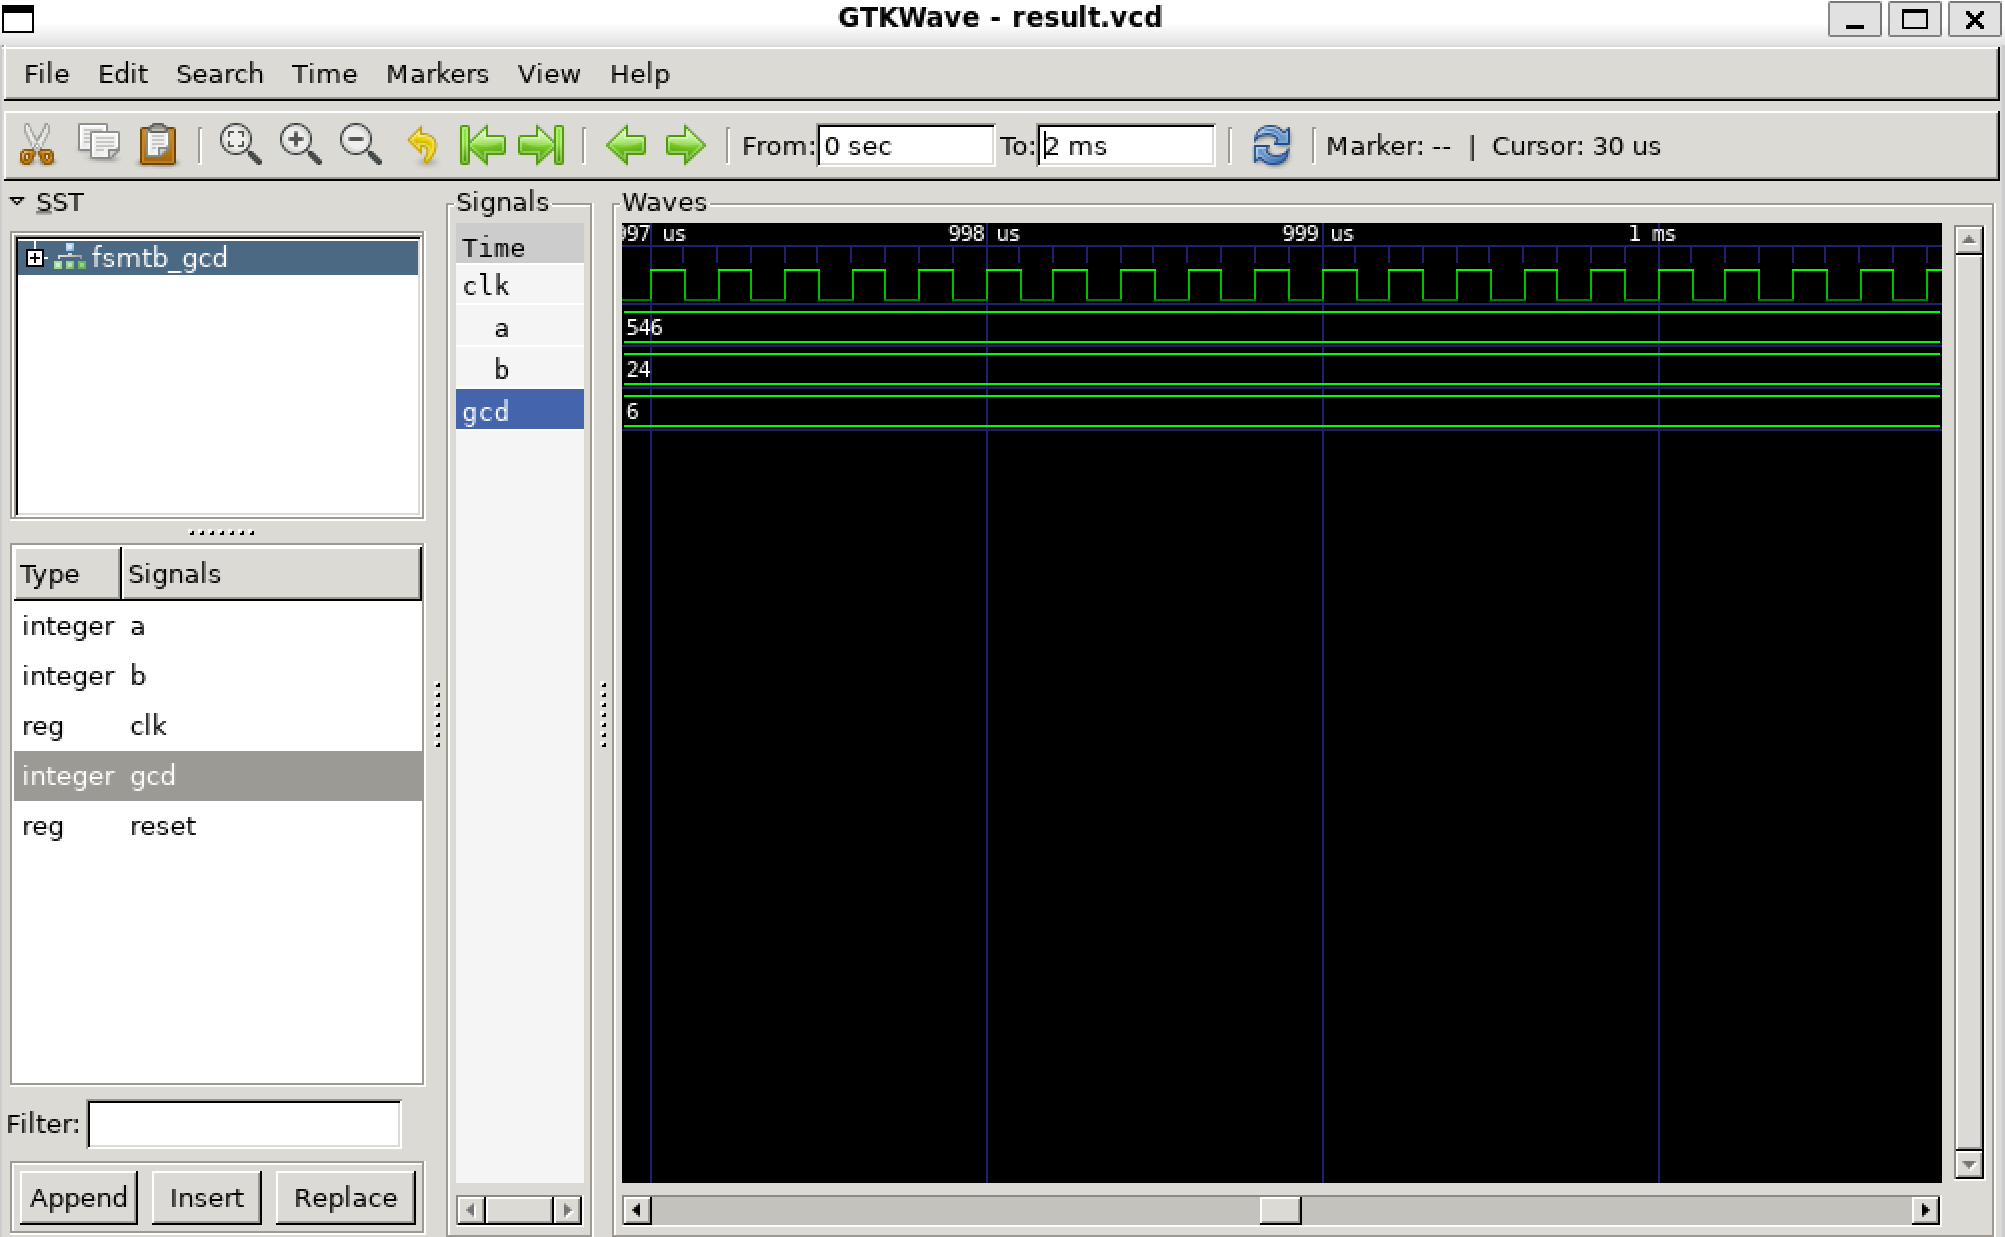 GTKWave - result.vcd
File Edit Search Time Markers View Help
From: 0 sec To: 2 ms Marker: -- | Cursor: 30 us
SST
fsmtb_gcd
Type Signals
integer a
integer b
reg clk
integer gcd
reg reset
Filter:
Append Insert Replace
Signals
Time
clk
a
b
gcd
Waves
997 us 998 us 999 us 1 ms
546
24
6